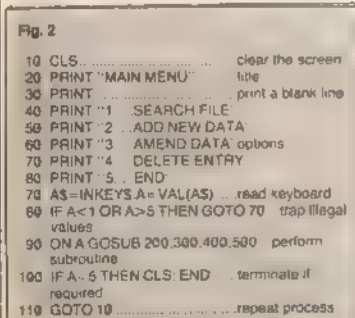 Fig. 2
10 CLS.......................... clear the screen
20 PRINT "MAIN MENU" title
30 PRINT ..................... print a blank line
40 PRINT "1 .SEARCH FILE"
50 PRINT "2 ..ADD NEW DATA"
60 PRINT "3 AMEND DATA" options
70 PRINT "4 DELETE ENTRY
80 PRINT "5. . END"
70 A$=INKEY$.A= VAL(A$) ....read keyboard
80 IF A<1 OR A>5 THEN GOTO 70 trap illegal
values
90 ON A GOSUB 200,300,400,500 perform
subroutine
100 IF A- 5 THEN CLS: END . terminate if
required
110 GOTO 10 ........................repeat process